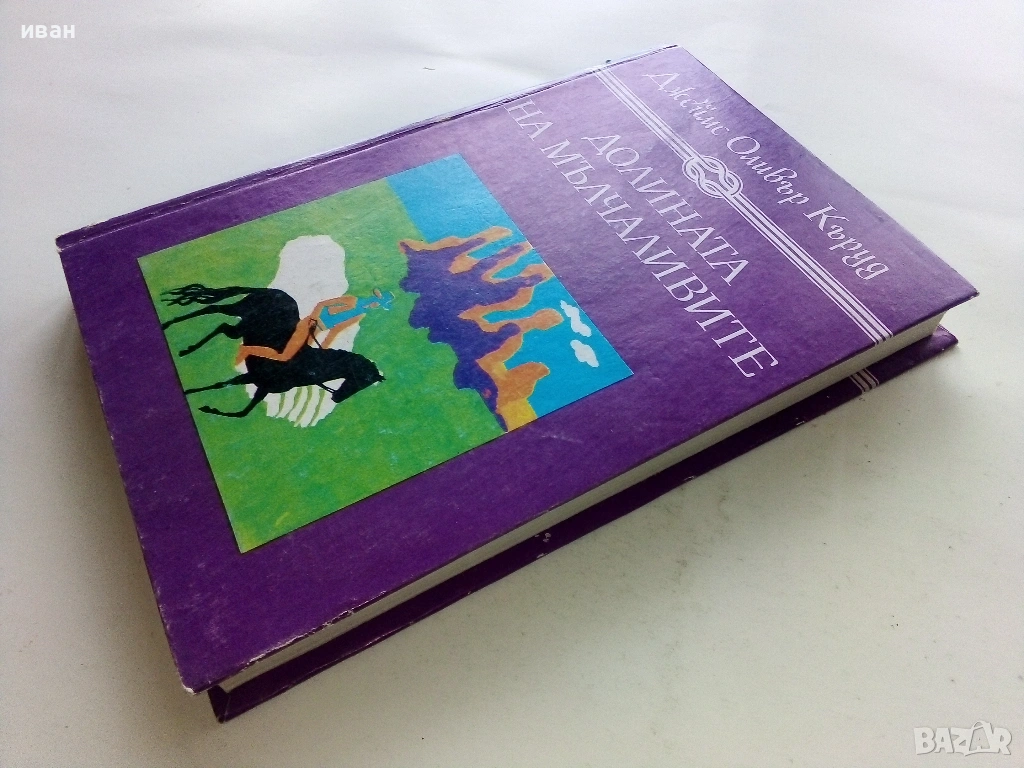 иван
Джеймс Оливър Кърууд
ДОЛИНАТА
НА МЪЛЧАЛИВИТЕ
BAZAR